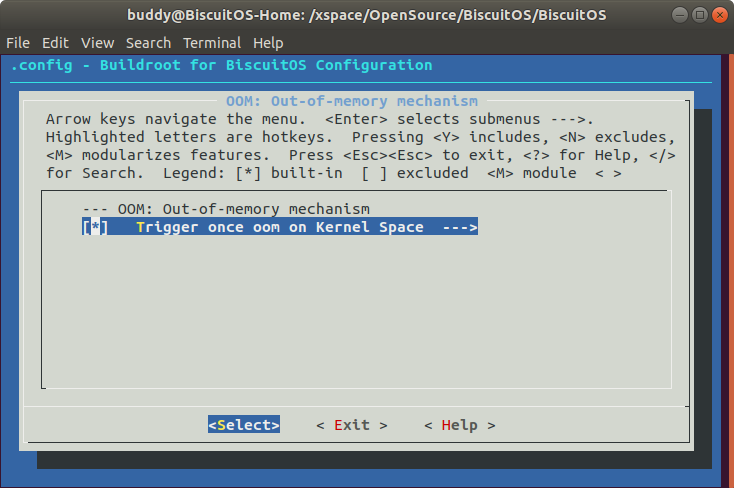 buddy@BiscuitOS-Home: /xspace/OpenSource/BiscuitOS/BiscuitOS
File Edit View Search Terminal Help
.config - Buildroot for BiscuitOS Configuration
OOM: Out-of-memory mechanism
Arrow keys navigate the menu.  <Enter> selects submenus --->.
Highlighted letters are hotkeys.  Pressing <Y> includes, <N> excludes,
<M> modularizes features.  Press <Esc><Esc> to exit, <?> for Help, </>
for Search.  Legend: [*] built-in  [ ] excluded  <M> module  < >
--- OOM: Out-of-memory mechanism
[*]   Trigger once oom on Kernel Space  --->
<Select>    < Exit >    < Help >